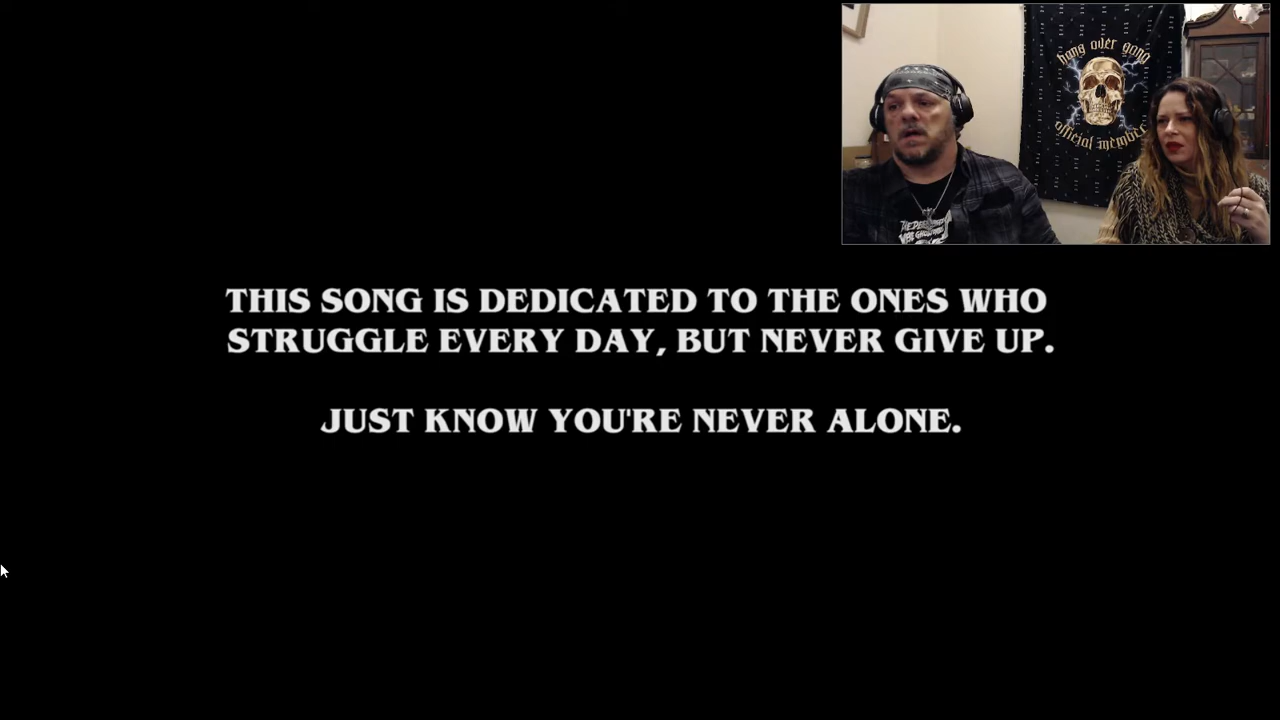 hang over gang
official member
THIS SONG IS DEDICATED TO THE ONES WHO
STRUGGLE EVERY DAY, BUT NEVER GIVE UP.
JUST KNOW YOU'RE NEVER ALONE.